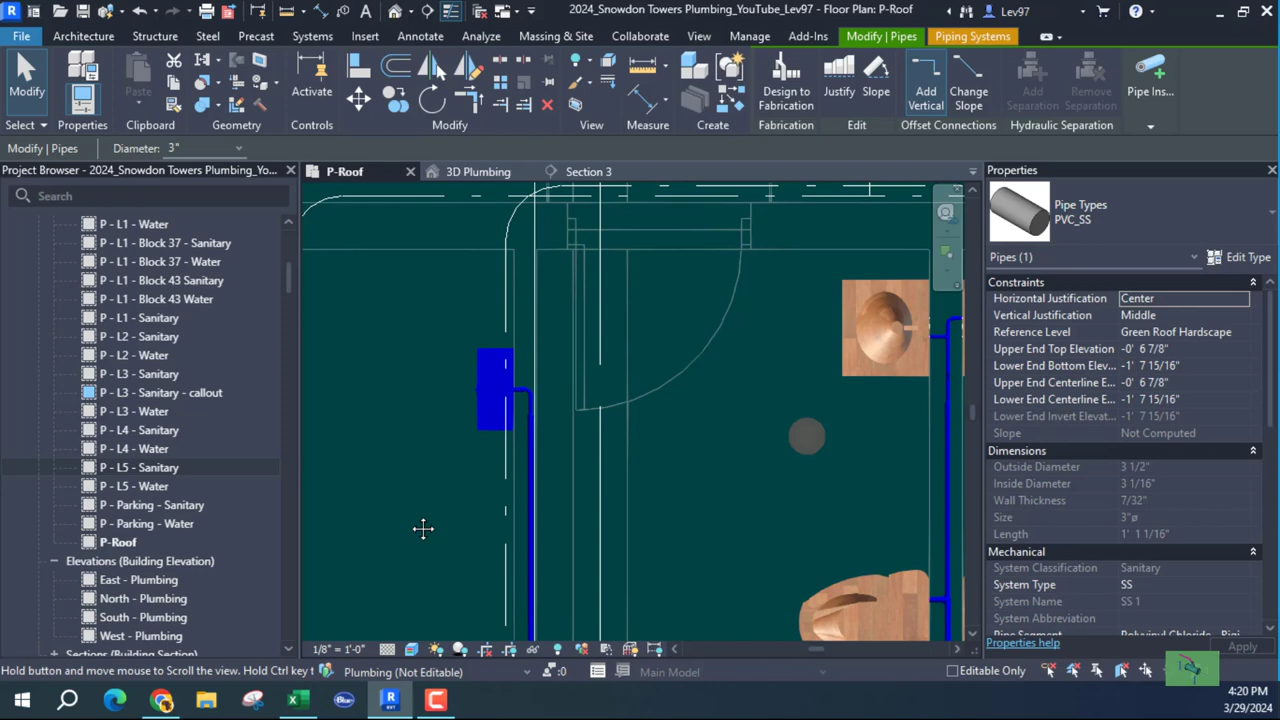 2024_Snowdon Towers Plumbing_YouTube_Lev97 - Floor Plan: P-Roof
Lev97
File Architecture Structure Steel Precast Systems Insert Annotate Analyze Massing & Site Collaborate View Manage Add-Ins Modify | Pipes Piping Systems
Modify
Paste
Activate
Design to
Fabrication
Justify Slope
Add
Vertical
Change
Slope
Add
Separation
Remove
Separation
Pipe Ins...
Select Properties Clipboard Geometry Controls Modify View Measure Create Fabrication Edit Offset Connections Hydraulic Separation
Modify | Pipes Diameter: 3"
Project Browser - 2024_Snowdon Towers Plumbing_Yo...
Search
P - L1 - Water
P - L1 - Block 37 - Sanitary
P - L1 - Block 37 - Water
P - L1 - Block 43 Sanitary
P - L1 - Block 43 Water
P - L1 - Sanitary
P - L2 - Sanitary
P - L2 - Water
P - L3 - Sanitary
P - L3 - Sanitary - callout
P - L3 - Water
P - L4 - Sanitary
P - L4 - Water
P - L5 - Sanitary
P - L5 - Water
P - Parking - Sanitary
P - Parking - Water
P-Roof
Elevations (Building Elevation)
East - Plumbing
North - Plumbing
South - Plumbing
West - Plumbing
Sections (Building Section)
P-Roof 3D Plumbing Section 3
1/8" = 1'-0"
Properties
Pipe Types
PVC_SS
Pipes (1) Edit Type
Constraints
Horizontal Justification Center
Vertical Justification Middle
Reference Level Green Roof Hardscape
Upper End Top Elevation -0' 6 7/8"
Lower End Bottom Elev... -1' 7 15/16"
Upper End Centerline E... -0' 6 7/8"
Lower End Centerline E... -1' 7 15/16"
Lower End Invert Elevat... -1' 7 15/16"
Slope Not Computed
Dimensions
Outside Diameter 3 1/2"
Inside Diameter 3 1/16"
Wall Thickness 7/32"
Size 3"ø
Length 1' 1 1/16"
Mechanical
System Classification Sanitary
System Type SS
System Name SS 1
System Abbreviation
Pipe Segment Polyvinyl Chloride - Rigi
Properties help Apply
Hold button and move mouse to Scroll the view. Hold Ctrl key t Plumbing (Not Editable) :0 Main Model Editable Only
4:20 PM
3/29/2024